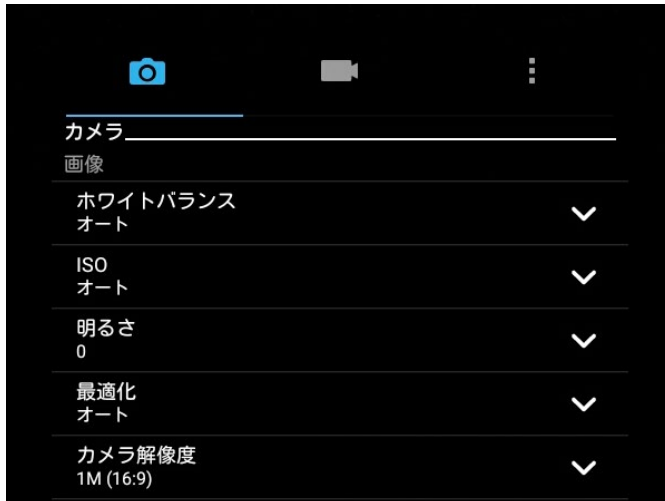 カメラ
画像
ホワイトバランス
オート
ISO
オート
明るさ
0
最適化
オート
カメラ解像度
1M (16:9)